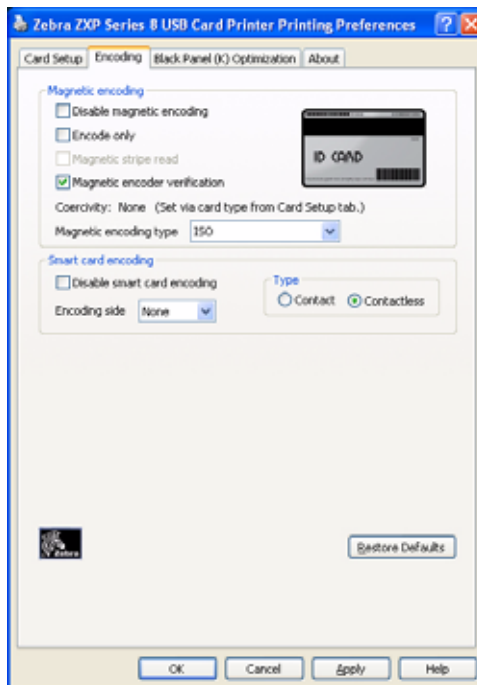 Zebra ZXP Series 8 USB Card Printer Printing Preferences
Card Setup Encoding Black Panel (K) Optimization About
Magnetic encoding
Disable magnetic encoding
Encode only
Magnetic stripe read
Magnetic encoder verification
ID CARD
Coercivity: None (Set via card type from Card Setup tab.)
Magnetic encoding type ISO
Smart card encoding
Disable smart card encoding
Encoding side None
Type
Contact Contactless
Zebra
Restore Defaults
OK Cancel Apply Help